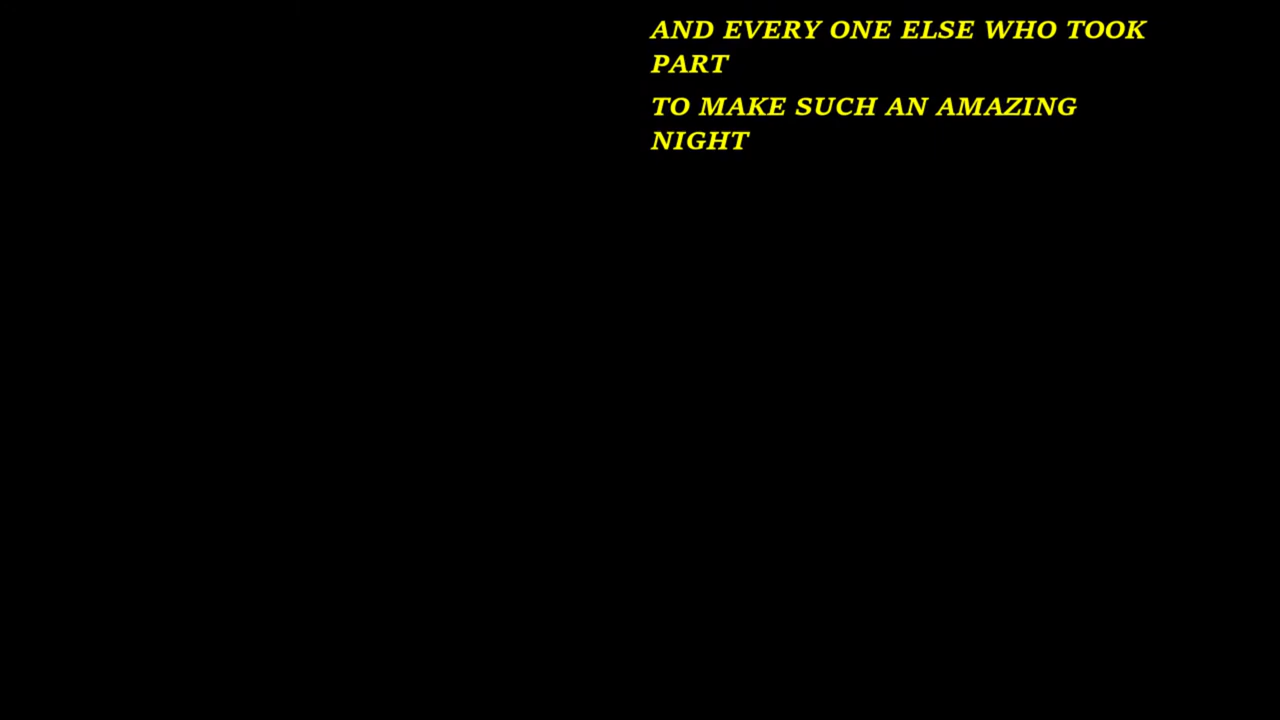 AND EVERY ONE ELSE WHO TOOK
PART
TO MAKE SUCH AN AMAZING
NIGHT